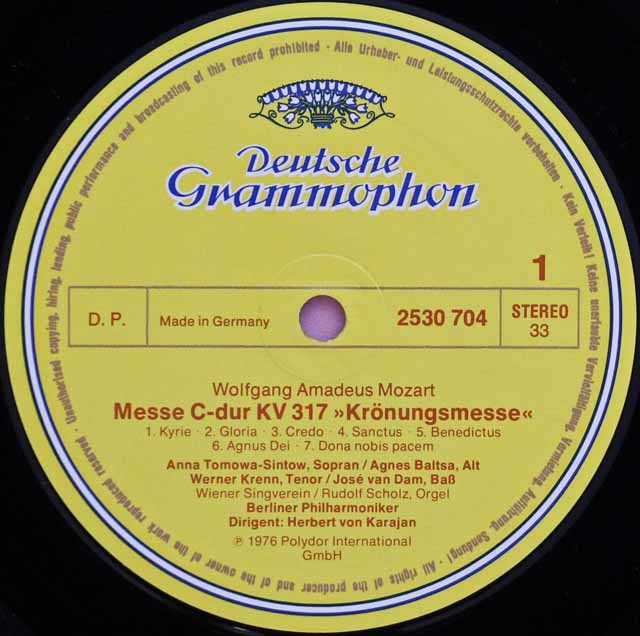 Unauthorised copying, hiring, lending, public performance and broadcasting of this record prohibited · Alle Urheber- und Leistungsschutzrechte vorbehalten · Kein Verleih! Keine unerlaubte Vervielfältigung, Vermietung, Aufführung, Sendung! · All rights of the producer and of the owner of the work reproduced reserved ·
Deutsche
Grammophon
1
D. P.
Made in Germany
2530 704
STEREO
33
Wolfgang Amadeus Mozart
Messe C-dur KV 317 »Krönungsmesse«
1. Kyrie · 2. Gloria · 3. Credo · 4. Sanctus · 5. Benedictus
6. Agnus Dei · 7. Dona nobis pacem
Anna Tomowa-Sintow, Sopran / Agnes Baltsa, Alt
Werner Krenn, Tenor / José van Dam, Baß
Wiener Singverein / Rudolf Scholz, Orgel
Berliner Philharmoniker
Dirigent: Herbert von Karajan
℗ 1976 Polydor International
GmbH